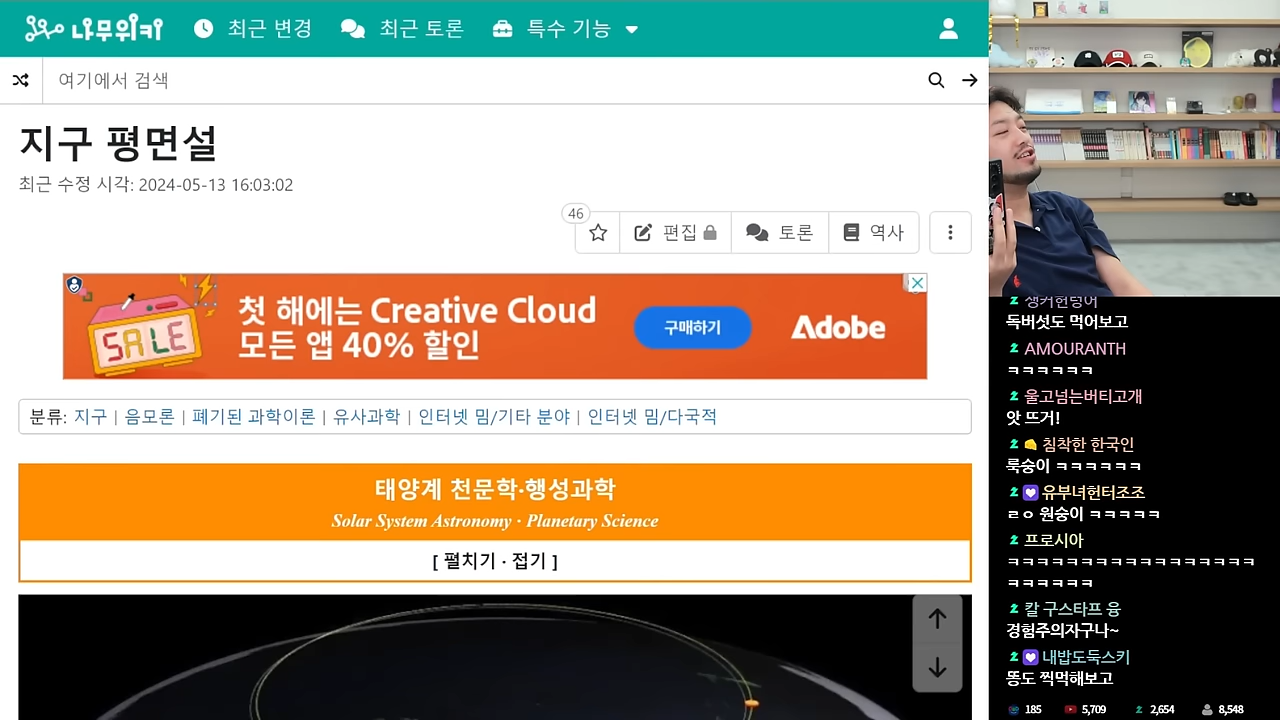 나무위키
최근 변경
최근 토론
특수 기능
여기에서 검색
지구 평면설
최근 수정 시각: 2024-05-13 16:03:02
46
편집
토론
역사
SALE
첫 해에는 Creative Cloud
모든 앱 40% 할인
구매하기
Adobe
분류: 지구 | 음모론 | 폐기된 과학이론 | 유사과학 | 인터넷 밈/기타 분야 | 인터넷 밈/다국적
태양계 천문학·행성과학
Solar System Astronomy · Planetary Science
[ 펼치기 · 접기 ]
독버섯도 먹어보고
AMOURANTH
ㅋㅋㅋㅋㅋㅋ
울고넘는버티고개
앗 뜨거!
침착한 한국인
룩숭이 ㅋㅋㅋㅋㅋㅋ
유부녀헌터조조
ㄹㅇ 원숭이 ㅋㅋㅋㅋㅋ
프로시아
ㅋㅋㅋㅋㅋㅋㅋㅋㅋㅋㅋㅋㅋㅋㅋㅋㅋ
ㅋㅋㅋㅋㅋㅋ
칼 구스타프 융
경험주의자구나~
내밥도둑스키
똥도 찍먹해보고
185
5,709
2,654
8,548